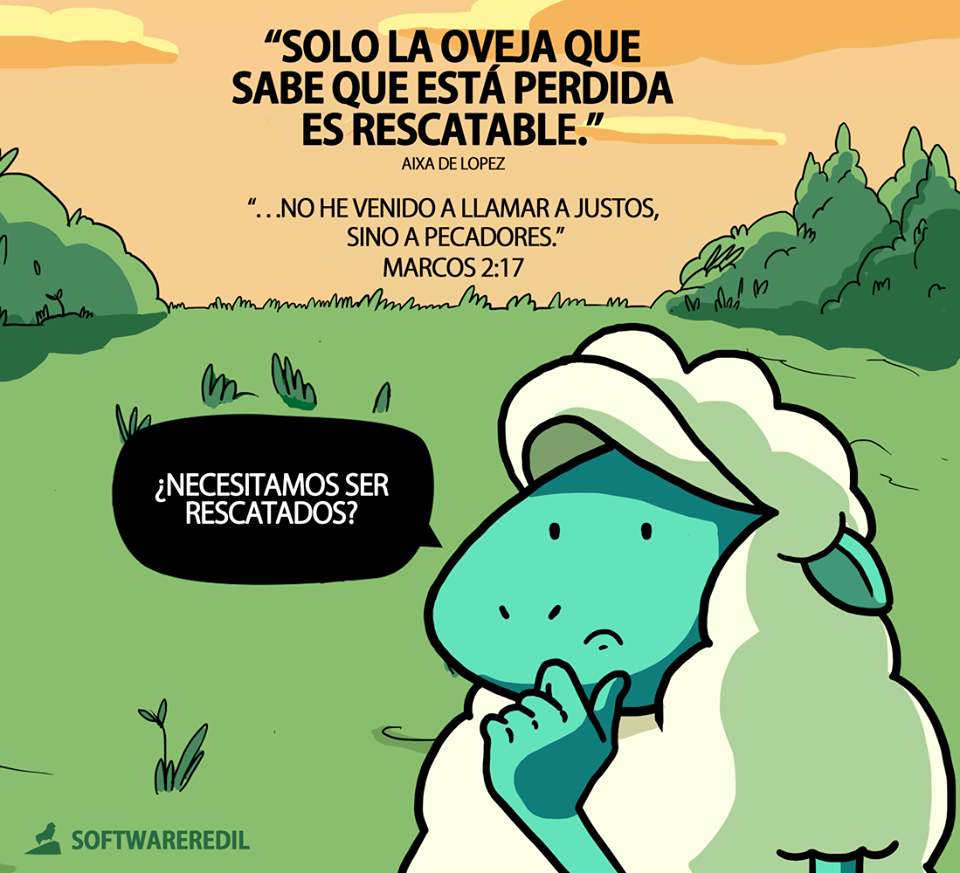 “SOLO LA OVEJA QUE
SABE QUE ESTÁ PERDIDA
ES RESCATABLE.”
AIXA DE LOPEZ
“...NO HE VENIDO A LLAMAR A JUSTOS,
SINO A PECADORES.”
MARCOS 2:17
¿NECESITAMOS SER
RESCATADOS?
SOFTWAREREDIL